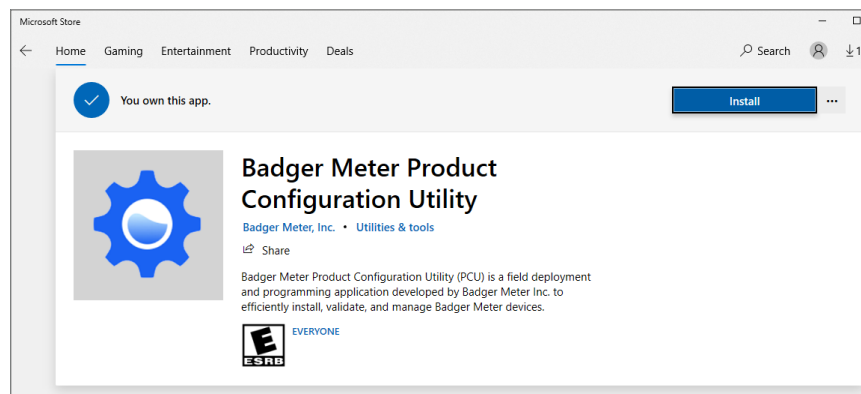 Microsoft Store
Home Gaming Entertainment Productivity Deals Search 1
You own this app. Install ...
Badger Meter Product
Configuration Utility
Badger Meter, Inc. • Utilities & tools
Share
Badger Meter Product Configuration Utility (PCU) is a field deployment
and programming application developed by Badger Meter Inc. to
efficiently install, validate, and manage Badger Meter devices.
E EVERYONE
ESRB